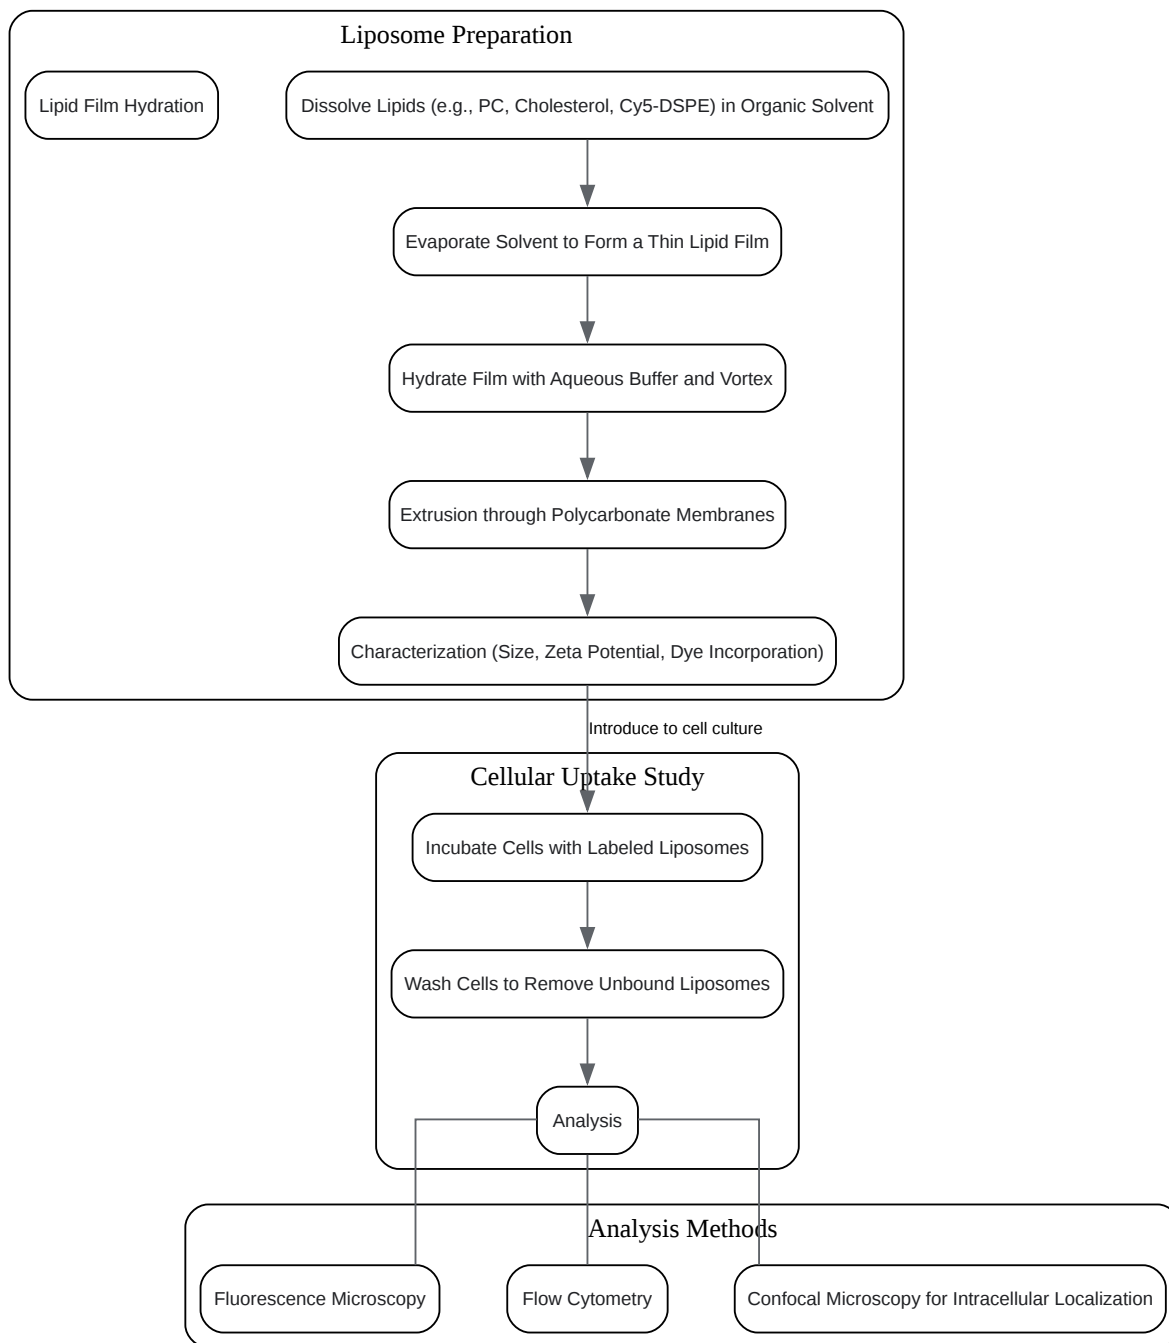 Liposome Preparation
Lipid Film Hydration
Dissolve Lipids (e.g., PC, Cholesterol, Cy5-DSPE) in Organic Solvent
Evaporate Solvent to Form a Thin Lipid Film
Hydrate Film with Aqueous Buffer and Vortex
Extrusion through Polycarbonate Membranes
Characterization (Size, Zeta Potential, Dye Incorporation)
Introduce to cell culture
Cellular Uptake Study
Incubate Cells with Labeled Liposomes
Wash Cells to Remove Unbound Liposomes
Analysis
Analysis Methods
Fluorescence Microscopy
Flow Cytometry
Confocal Microscopy for Intracellular Localization